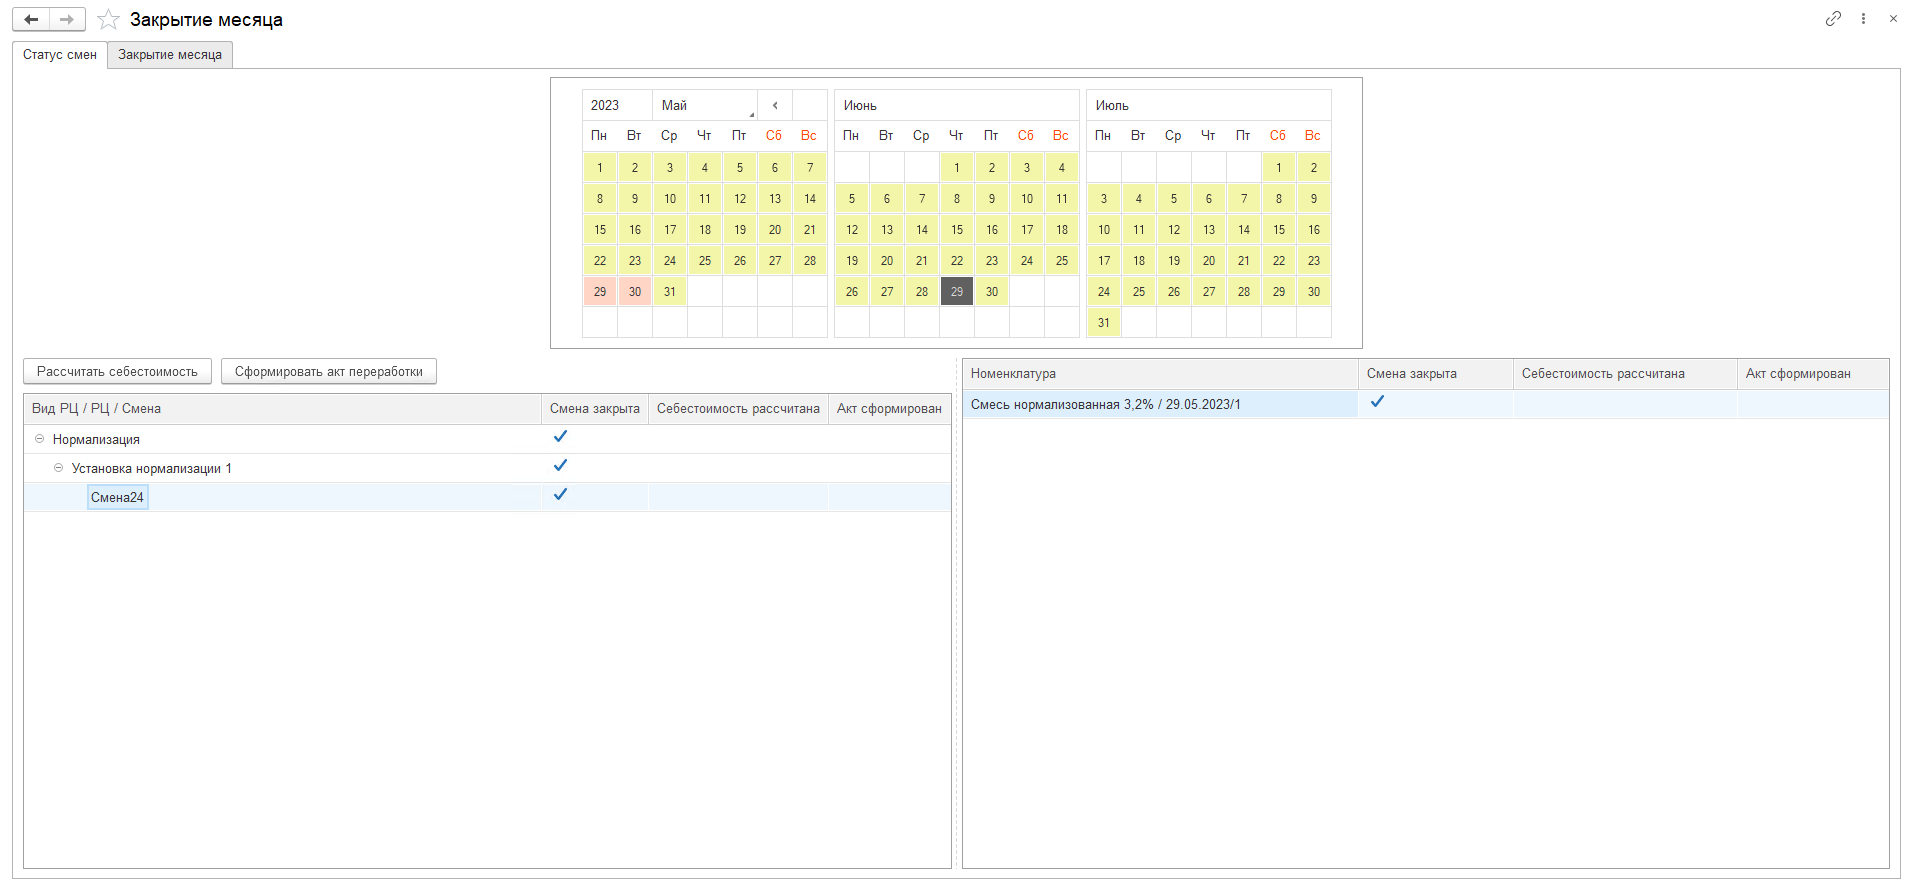 Закрытие месяца
Статус смен Закрытие месяца
2023 Май Июнь Июль
Пн Вт Ср Чт Пт Сб Вс Пн Вт Ср Чт Пт Сб Вс Пн Вт Ср Чт Пт Сб Вс
1 2 3 4 5 6 7 1 2 3 4 1 2
8 9 10 11 12 13 14 5 6 7 8 9 10 11 3 4 5 6 7 8 9
15 16 17 18 19 20 21 12 13 14 15 16 17 18 10 11 12 13 14 15 16
22 23 24 25 26 27 28 19 20 21 22 23 24 25 17 18 19 20 21 22 23
29 30 31 26 27 28 29 30 24 25 26 27 28 29 30
31
Рассчитать себестоимость Сформировать акт переработки
Вид РЦ / РЦ / Смена Смена закрыта Себестоимость рассчитана Акт сформирован
Нормализация
Установка нормализации 1
Смена24
Номенклатура Смена закрыта Себестоимость рассчитана Акт сформирован
Смесь нормализованная 3,2% / 29.05.2023/1